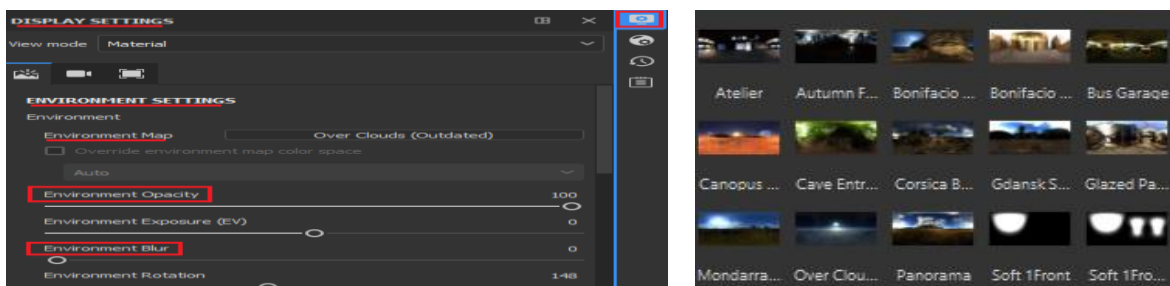 DISPLAY SETTINGS
View mode Material
ENVIRONMENT SETTINGS
Environment
Environment Map Over Clouds (Outdated)
Override environment map color space
Auto
Environment Opacity 100
Environment Exposure (EV) 0
Environment Blur 0
Environment Rotation 148
Atelier Autumn F... Bonifacio ... Bonifacio ... Bus Garage
Canopus ... Cave Entr... Corsica B... Gdansk S... Glazed Pa...
Mondarra... Over Clou... Panorama Soft 1Front Soft 1Fro...